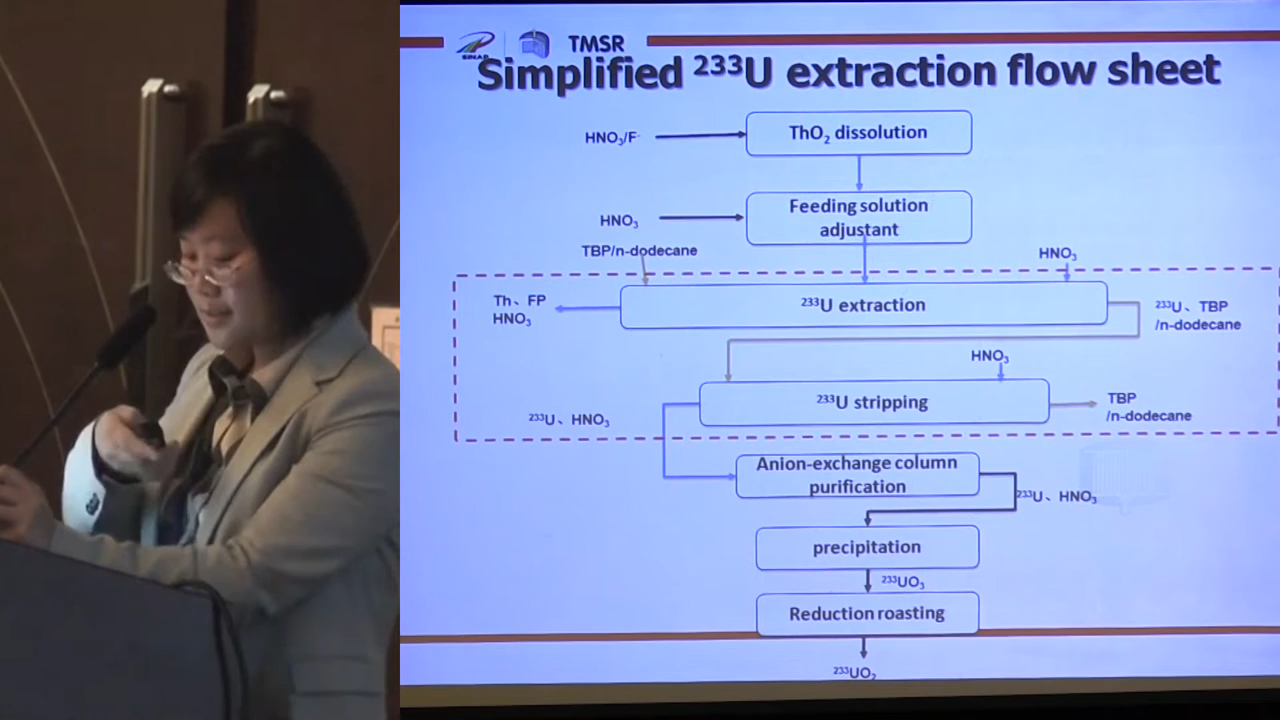 SINAP
TMSR
Simplified ²³³U extraction flow sheet
HNO₃/F⁻
ThO₂ dissolution
HNO₃
Feeding solution
adjustant
TBP/n-dodecane
HNO₃
Th、FP
HNO₃
²³³U extraction
²³³U、TBP
/n-dodecane
HNO₃
²³³U stripping
TBP
/n-dodecane
²³³U、HNO₃
Anion-exchange column
purification
²³³U、HNO₃
precipitation
²³³UO₃
Reduction roasting
²³³UO₂